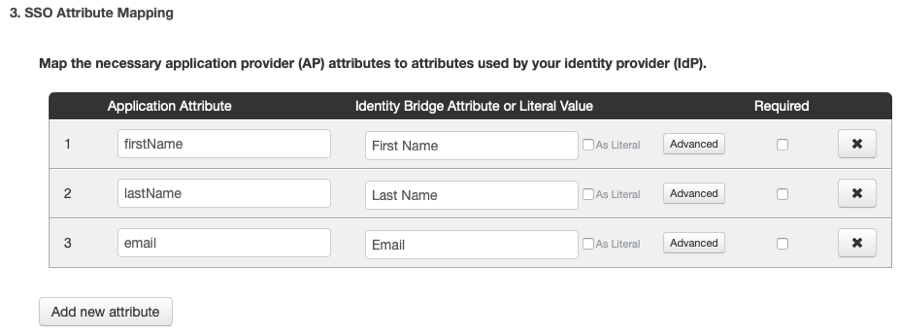 3. SSO Attribute Mapping
Map the necessary application provider (AP) attributes to attributes used by your identity provider (IdP).
Application Attribute Identity Bridge Attribute or Literal Value Required
1 firstName First Name As Literal Advanced ✖
2 lastName Last Name As Literal Advanced ✖
3 email Email As Literal Advanced ✖
Add new attribute